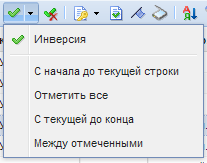 Инверсия
С начала до текущей строки
Отметить все
С текущей до конца
Между отмеченными